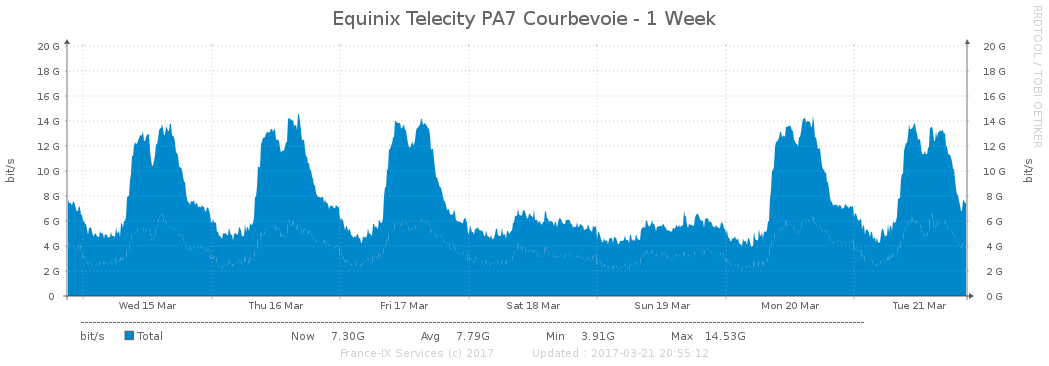 Equinix Telecity PA7 Courbevoie - 1 Week
RRDTOOL / TOBI OETIKER
20 G 20 G
18 G 18 G
16 G 16 G
14 G 14 G
12 G 12 G
10 G 10 G
8 G 8 G
6 G 6 G
4 G 4 G
2 G 2 G
0 0 G
bit/s bit/s
Wed 15 Mar Thu 16 Mar Fri 17 Mar Sat 18 Mar Sun 19 Mar Mon 20 Mar Tue 21 Mar
bit/s Total Now 7.30G Avg 7.79G Min 3.91G Max 14.53G
France-IX Services (c) 2017 Updated : 2017-03-21 20:55:12